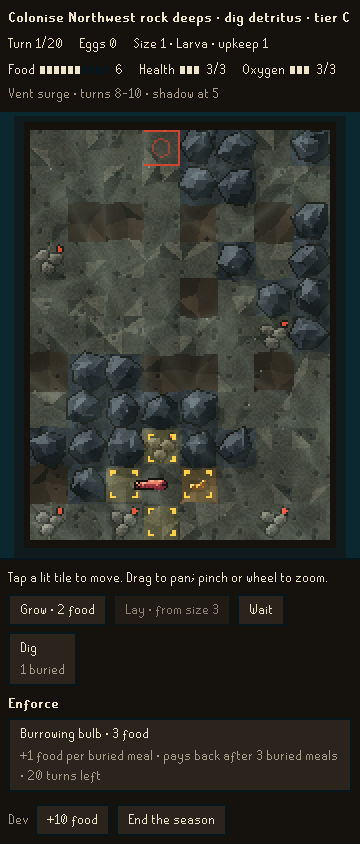 Colonise Northwest rock deeps · dig detritus · tier C
Turn 1/20 Eggs 0 Size 1 · Larva · upkeep 1
Food 6 Health 3/3 Oxygen 3/3
Vent surge · turns 8–10 · shadow at 5
Tap a lit tile to move. Drag to pan; pinch or wheel to zoom.
Grow · 2 food Lay · from size 3 Wait
Dig
1 buried
Enforce
Burrowing bulb · 3 food
+1 food per buried meal · pays back after 3 buried meals
· 20 turns left
Dev +10 food End the season